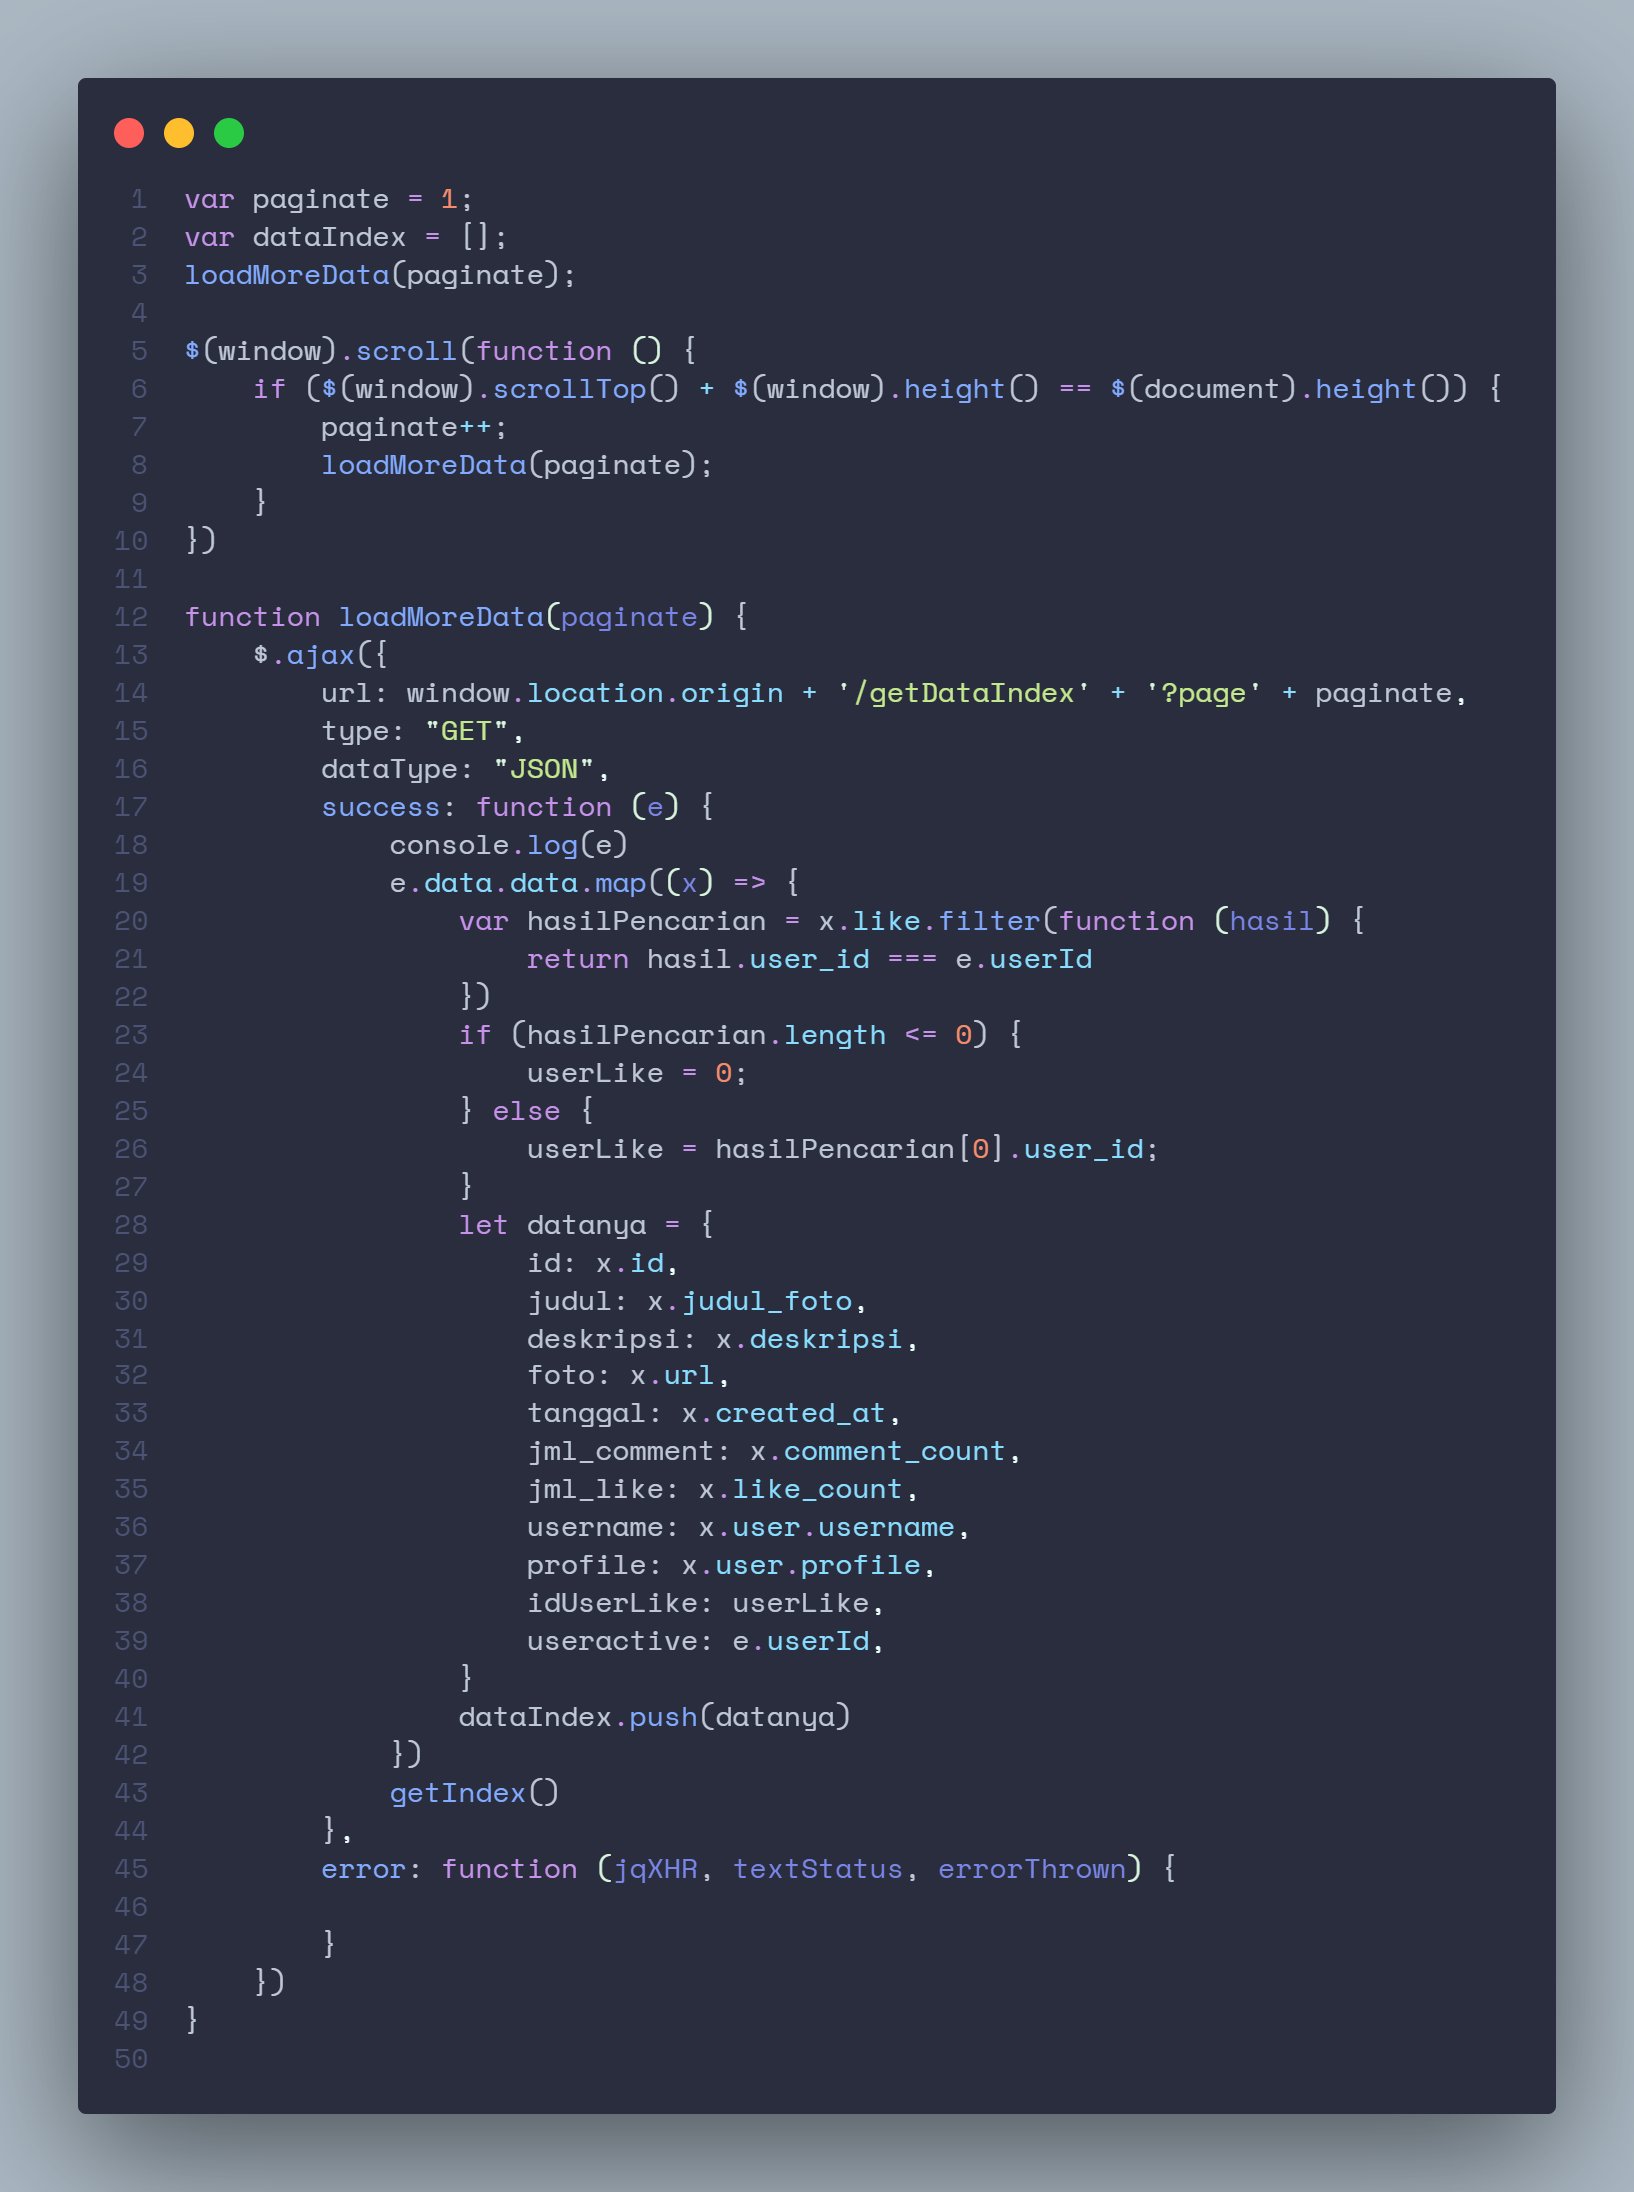 1 var paginate = 1;
2 var dataIndex = [];
3 loadMoreData(paginate);
4
5 $(window).scroll(function () {
6     if ($(window).scrollTop() + $(window).height() == $(document).height()) {
7         paginate++;
8         loadMoreData(paginate);
9     }
10 })
11
12 function loadMoreData(paginate) {
13     $.ajax({
14         url: window.location.origin + '/getDataIndex' + '?page' + paginate,
15         type: "GET",
16         dataType: "JSON",
17         success: function (e) {
18             console.log(e)
19             e.data.data.map((x) => {
20                 var hasilPencarian = x.like.filter(function (hasil) {
21                     return hasil.user_id === e.userId
22                 })
23                 if (hasilPencarian.length <= 0) {
24                     userLike = 0;
25                 } else {
26                     userLike = hasilPencarian[0].user_id;
27                 }
28                 let datanya = {
29                     id: x.id,
30                     judul: x.judul_foto,
31                     deskripsi: x.deskripsi,
32                     foto: x.url,
33                     tanggal: x.created_at,
34                     jml_comment: x.comment_count,
35                     jml_like: x.like_count,
36                     username: x.user.username,
37                     profile: x.user.profile,
38                     idUserLike: userLike,
39                     useractive: e.userId,
40                 }
41                 dataIndex.push(datanya)
42             })
43             getIndex()
44         },
45         error: function (jqXHR, textStatus, errorThrown) {
46
47         }
48     })
49 }
50